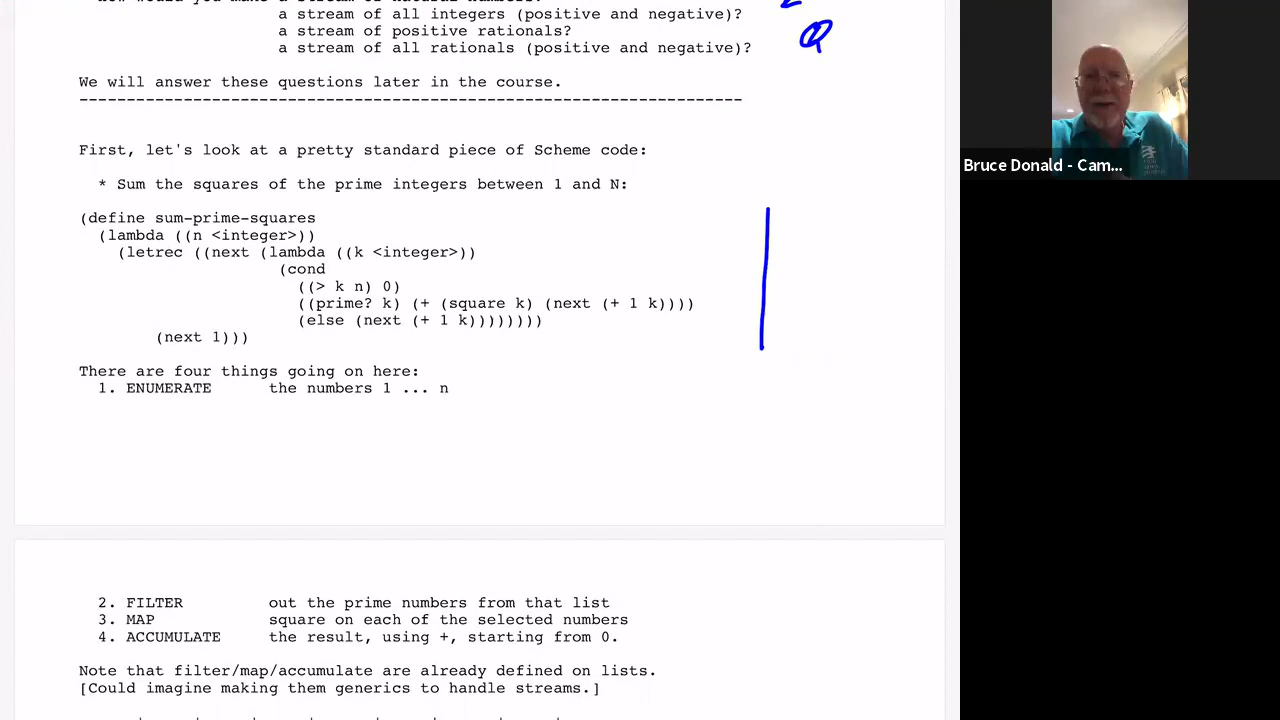 a stream of all integers (positive and negative)?
a stream of positive rationals?
a stream of all rationals (positive and negative)?
Q
We will answer these questions later in the course.
----------------------------------------------------------------------
First, let's look at a pretty standard piece of Scheme code:
* Sum the squares of the prime integers between 1 and N:
(define sum-prime-squares
(lambda ((n <integer>))
(letrec ((next (lambda ((k <integer>))
(cond
((> k n) 0)
((prime? k) (+ (square k) (next (+ 1 k))))
(else (next (+ 1 k))))))))
(next 1)))
There are four things going on here:
1. ENUMERATE the numbers 1 ... n
2. FILTER out the prime numbers from that list
3. MAP square on each of the selected numbers
4. ACCUMULATE the result, using +, starting from 0.
Note that filter/map/accumulate are already defined on lists.
[Could imagine making them generics to handle streams.]
Bruce Donald - Cam...